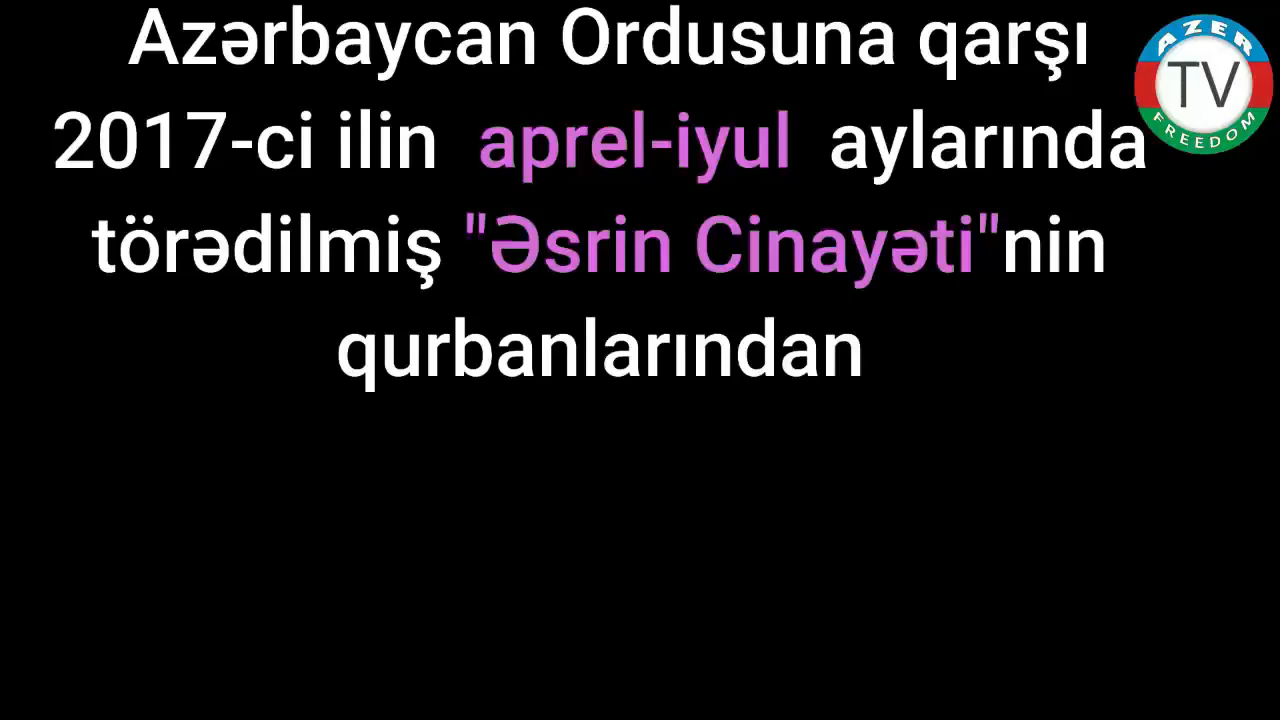 Azərbaycan Ordusuna qarşı
2017-ci ilin aprel-iyul aylarında
törədilmiş "Əsrin Cinayəti"nin
qurbanlarından
AZER
TV
FREEDOM